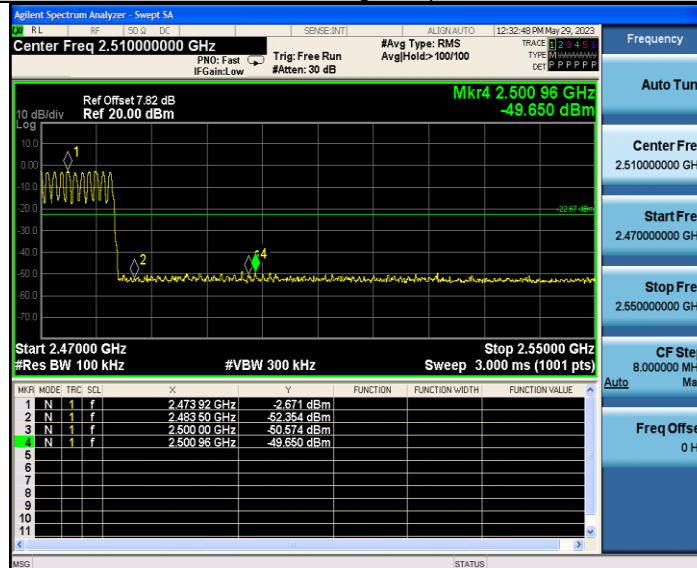 Agilent Spectrum Analyzer - Swept SA
RL RF 50 Ω DC SENSE:INT ALIGN AUTO 12:32:48 PM May 29, 2023
Center Freq 2.510000000 GHz
PNO: Fast
IFGain:Low
Trig: Free Run
#Atten: 30 dB
#Avg Type: RMS
Avg|Hold:>100/100
TRACE 1 2 3 4 5 6
TYPE M
DET P P P P P P
Ref Offset 7.82 dB
Ref 20.00 dBm
10 dB/div
Log
Mkr4 2.500 96 GHz
-49.650 dBm
10.0
0.00
-10.0
-20.0
-30.0
-40.0
-50.0
-60.0
-70.0
1
2
4
-22.67 dBm
Start 2.47000 GHz
Stop 2.55000 GHz
#Res BW 100 kHz
#VBW 300 kHz
Sweep 3.000 ms (1001 pts)
MKR MODE TRC SCL X Y FUNCTION FUNCTION WIDTH FUNCTION VALUE
1 N 1 f 2.473 92 GHz -2.671 dBm
2 N 1 f 2.483 50 GHz -52.354 dBm
3 N 1 f 2.500 00 GHz -50.574 dBm
4 N 1 f 2.500 96 GHz -49.650 dBm
5
6
7
8
9
10
11
MSG
STATUS
Frequency
Auto Tun
Center Fre
2.510000000 GH
Start Fre
2.470000000 GH
Stop Fre
2.550000000 GH
CF Ste
8.000000 MH
Auto Ma
Freq Offse
0 H